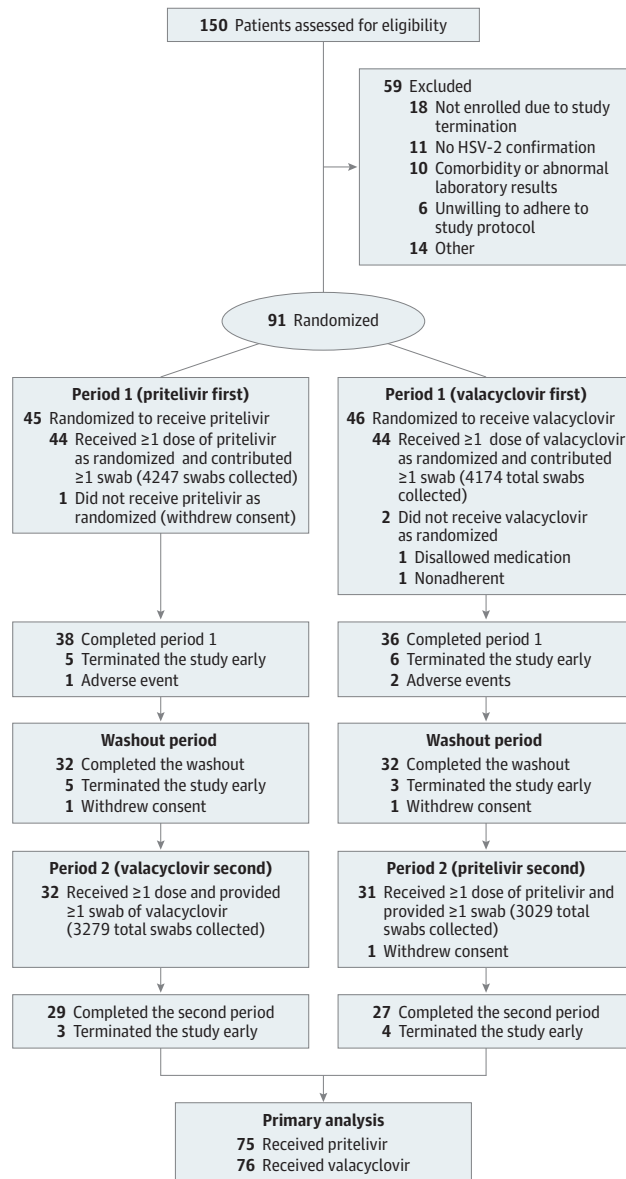 150 Patients assessed for eligibility
59 Excluded
18 Not enrolled due to study
termination
11 No HSV-2 confirmation
10 Comorbidity or abnormal
laboratory results
6 Unwilling to adhere to
study protocol
14 Other
91 Randomized
Period 1 (pritelivir first)
45 Randomized to receive pritelivir
44 Received ≥1 dose of pritelivir
as randomized and contributed
≥1 swab (4247 swabs collected)
1 Did not receive pritelivir as
randomized (withdrew consent)
Period 1 (valacyclovir first)
46 Randomized to receive valacyclovir
44 Received ≥1 dose of valacyclovir
as randomized and contributed
≥1 swab (4174 total swabs
collected)
2 Did not receive valacyclovir
as randomized
1 Disallowed medication
1 Nonadherent
38 Completed period 1
5 Terminated the study early
1 Adverse event
36 Completed period 1
6 Terminated the study early
2 Adverse events
Washout period
32 Completed the washout
5 Terminated the study early
1 Withdrew consent
Washout period
32 Completed the washout
3 Terminated the study early
1 Withdrew consent
Period 2 (valacyclovir second)
32 Received ≥1 dose and provided
≥1 swab of valacyclovir
(3279 total swabs collected)
Period 2 (pritelivir second)
31 Received ≥1 dose of pritelivir and
provided ≥1 swab (3029 total
swabs collected)
1 Withdrew consent
29 Completed the second period
3 Terminated the study early
27 Completed the second period
4 Terminated the study early
Primary analysis
75 Received pritelivir
76 Received valacyclovir